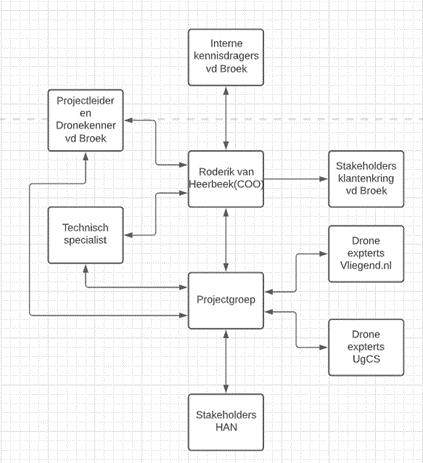 Interne
kennisdragers
vd Broek
Projectleider
en
Dronekenner
vd Broek
Roderik van
Heerbeek(COO)
Stakeholders
klantenkring
vd Broek
Technisch
specialist
Drone
expterts
Vliegend.nl
Projectgroep
Drone
expterts
UgCS
Stakeholders
HAN